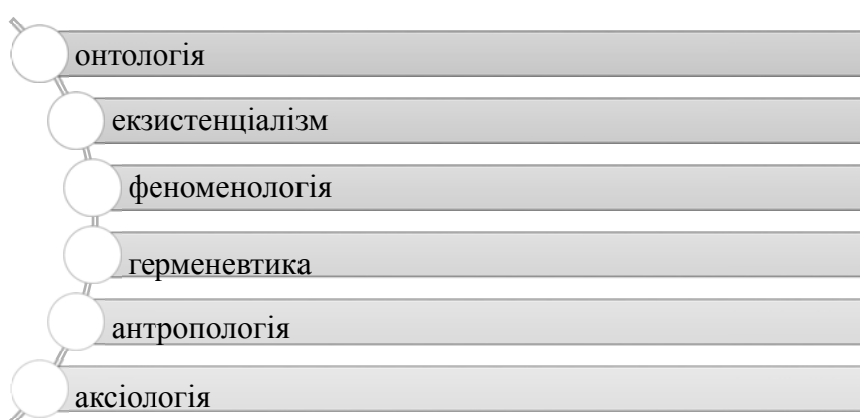 онтологія
екзистенціалізм
феноменологія
герменевтика
антропологія
аксіологія